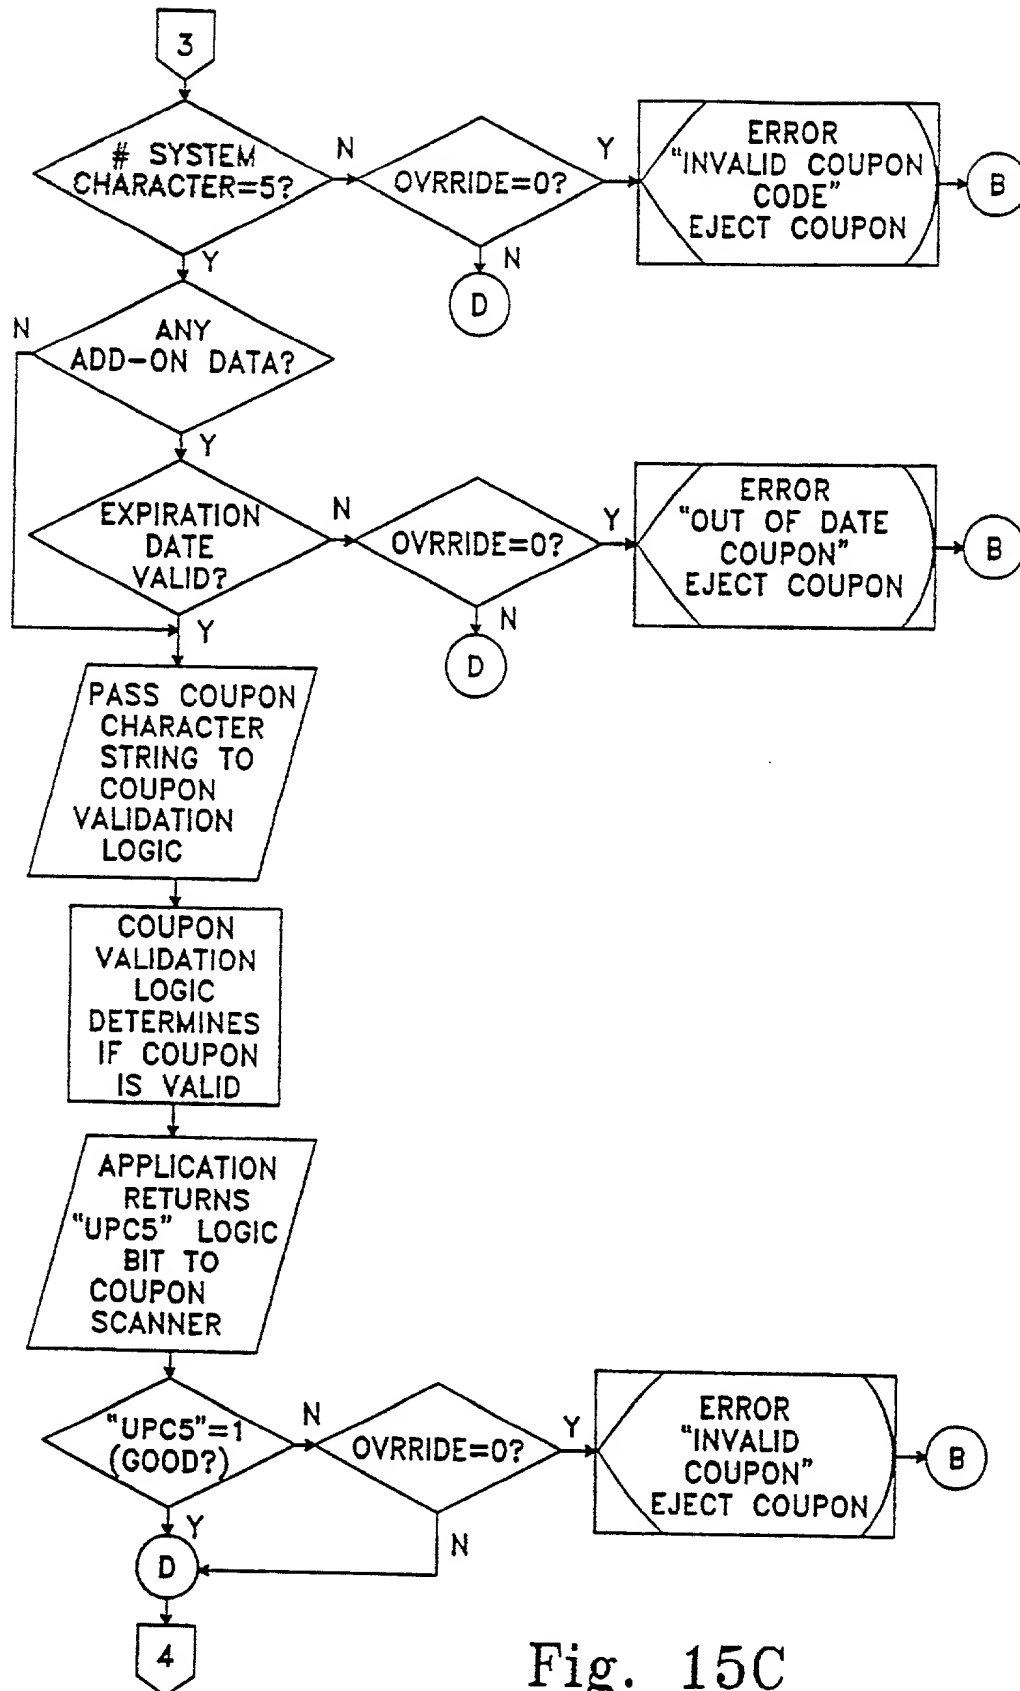 3
# SYSTEM
CHARACTER=5?
N
OVRRIDE=0?
Y
ERROR
"INVALID COUPON
CODE"
EJECT COUPON
B
Y
N
D
N
ANY
ADD-ON DATA?
Y
EXPIRATION
DATE
VALID?
N
OVRRIDE=0?
Y
ERROR
"OUT OF DATE
COUPON"
EJECT COUPON
B
Y
N
D
PASS COUPON
CHARACTER
STRING TO
COUPON
VALIDATION
LOGIC
COUPON
VALIDATION
LOGIC
DETERMINES
IF COUPON
IS VALID
APPLICATION
RETURNS
"UPC5" LOGIC
BIT TO
COUPON
SCANNER
"UPC5"=1
(GOOD?)
N
OVRRIDE=0?
Y
ERROR
"INVALID
COUPON"
EJECT COUPON
B
Y
N
D
4
Fig. 15C